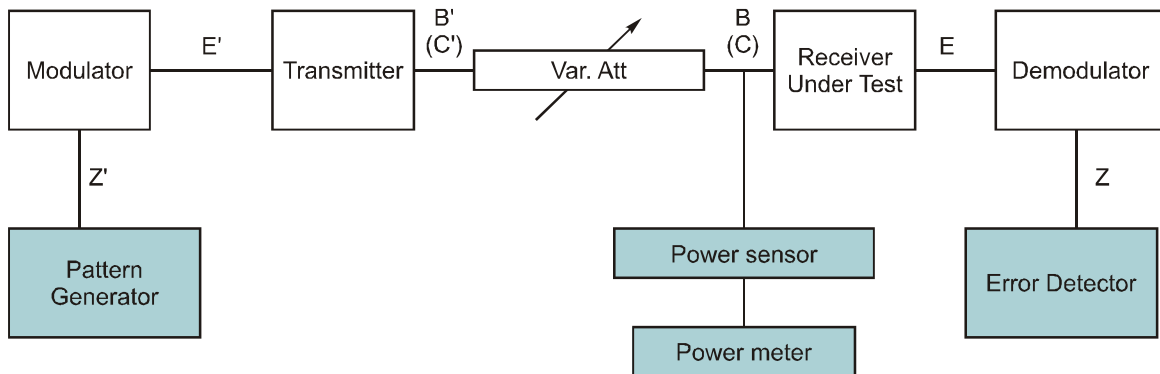 Modulator
E'
Transmitter
B'
(C')
Var. Att
B
(C)
Receiver
Under Test
E
Demodulator
Z'
Z
Pattern
Generator
Power sensor
Error Detector
Power meter